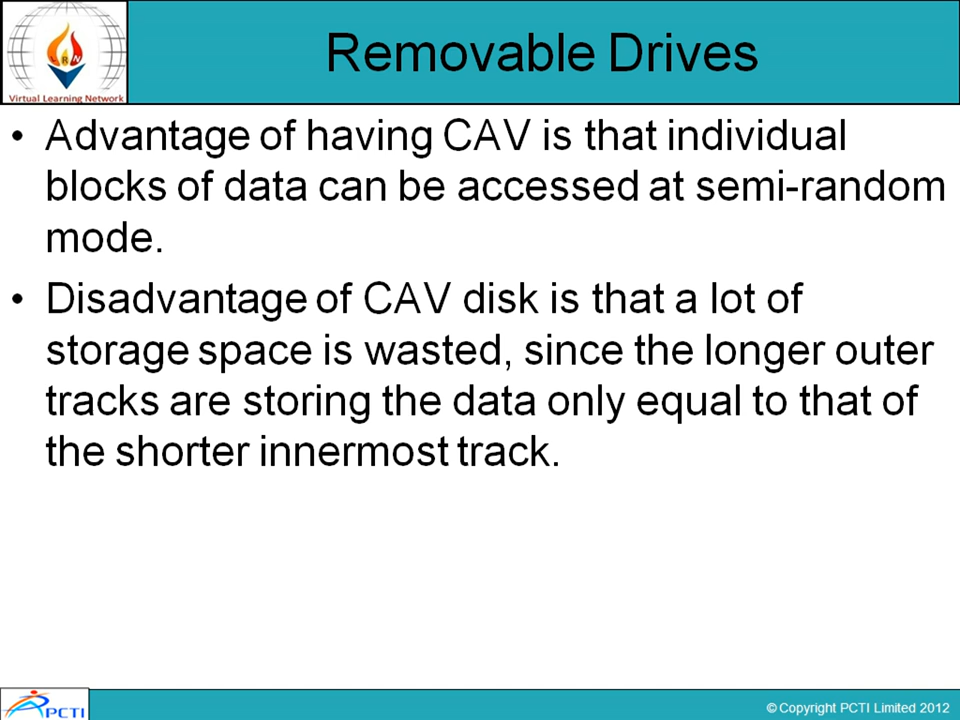 Removable Drives
Virtual Learning Network
• Advantage of having CAV is that individual
blocks of data can be accessed at semi-random
mode.
• Disadvantage of CAV disk is that a lot of
storage space is wasted, since the longer outer
tracks are storing the data only equal to that of
the shorter innermost track.
PCTI
© Copyright PCTI Limited 2012